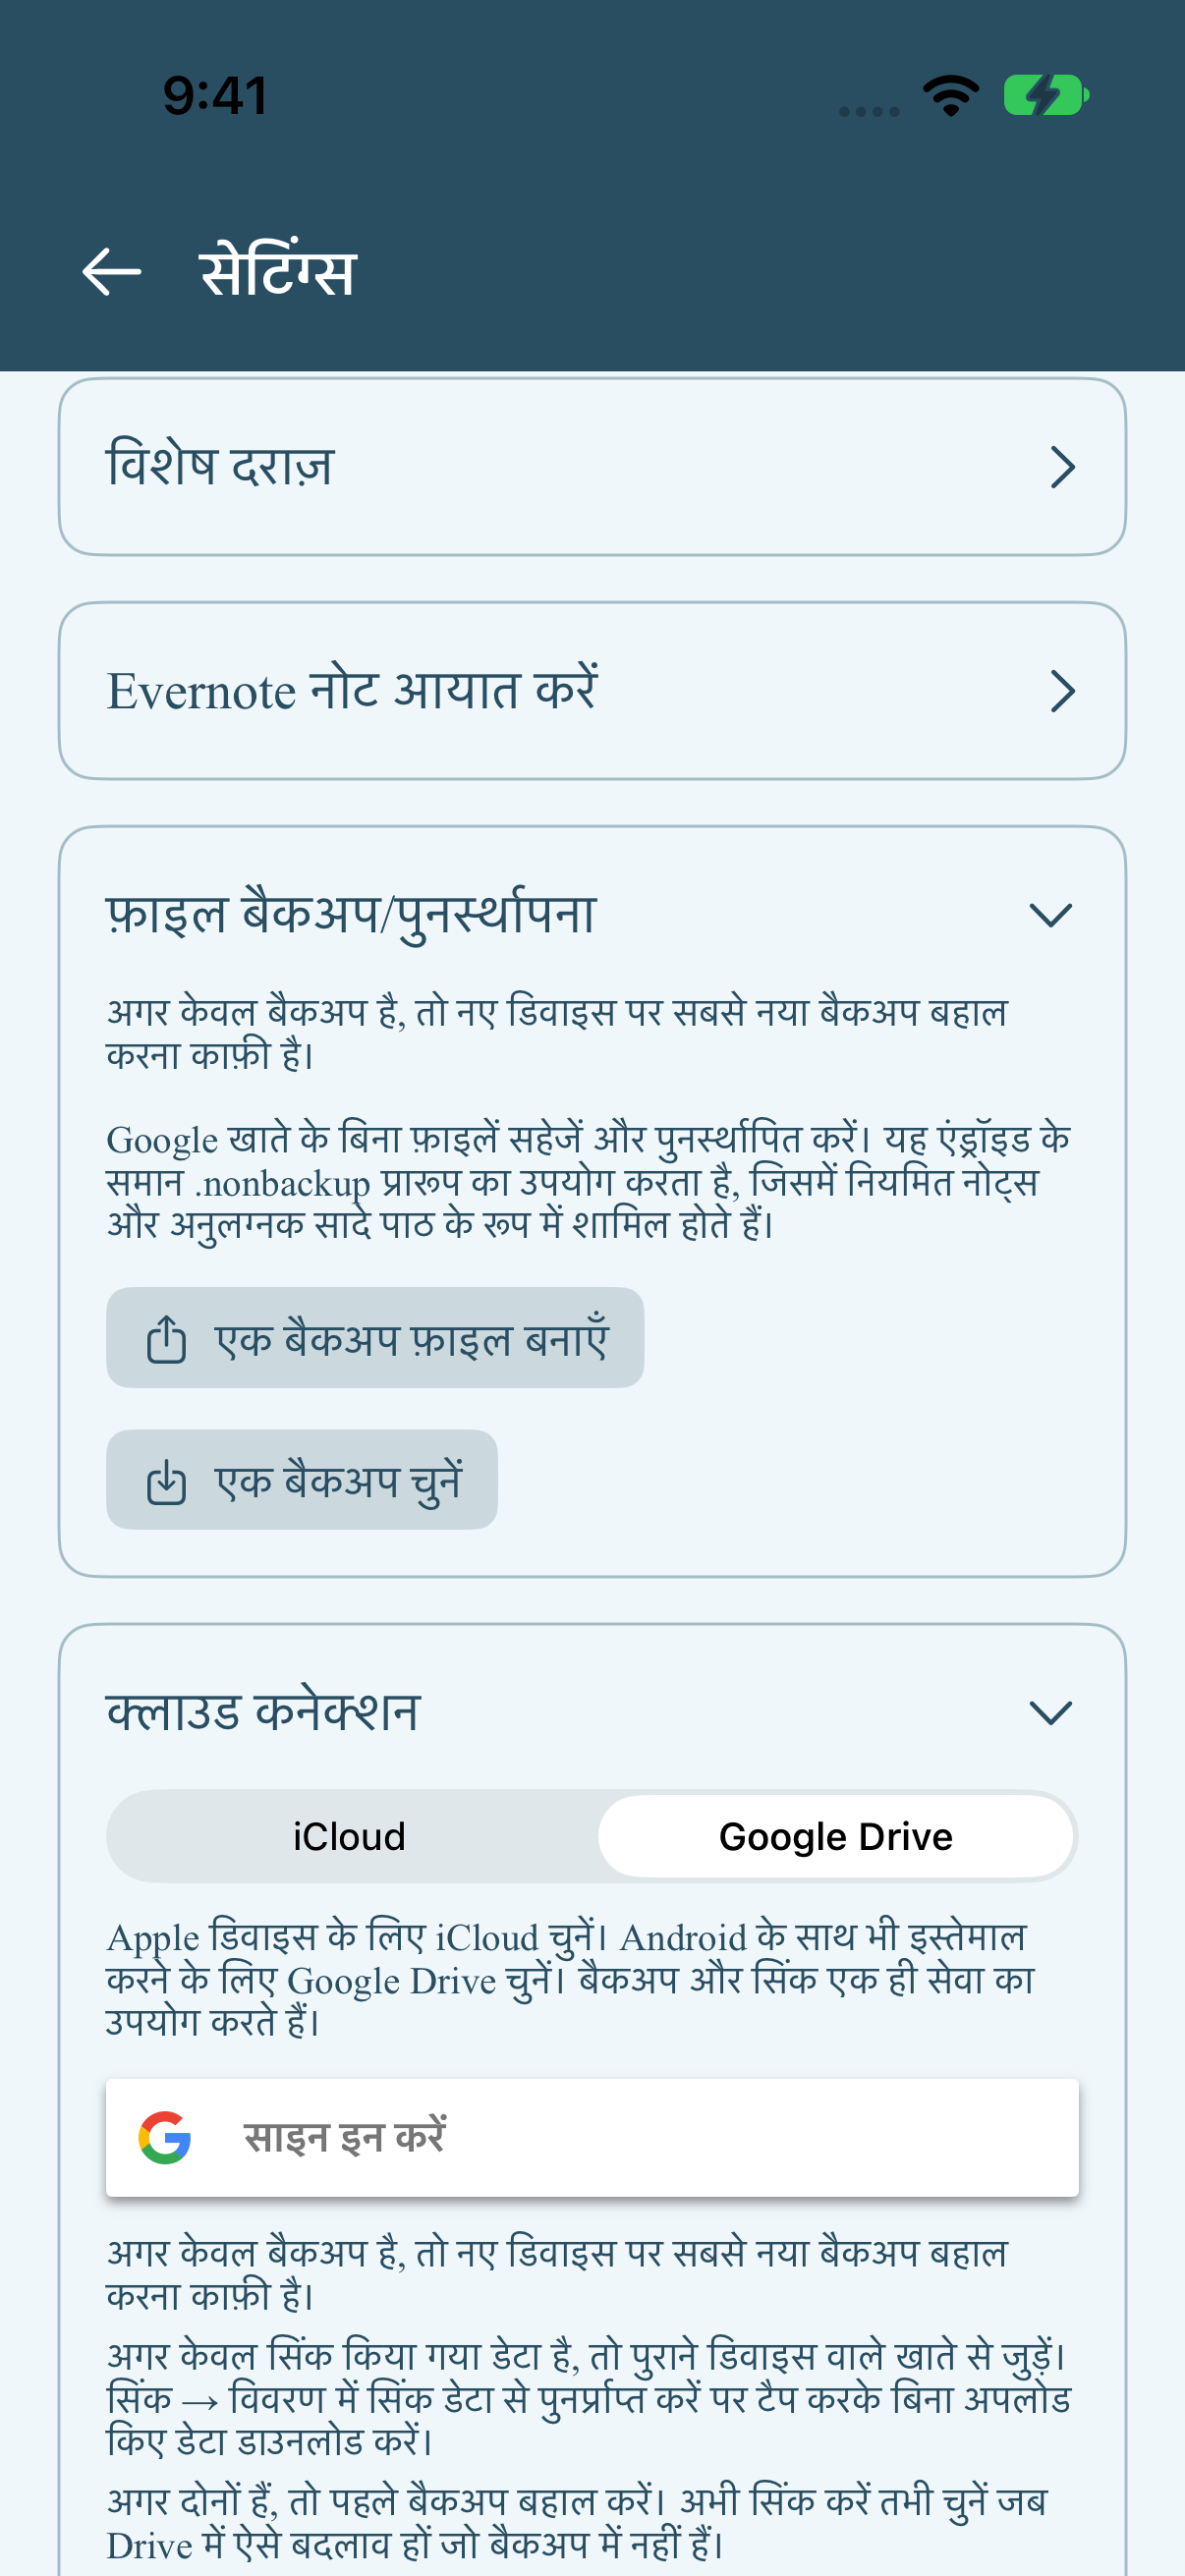 9:41
सेटिंग्स
विशेष दराज़
Evernote नोट आयात करें
फ़ाइल बैकअप/पुनर्स्थापना
अगर केवल बैकअप है, तो नए डिवाइस पर सबसे नया बैकअप बहाल
करना काफ़ी है।
Google खाते के बिना फ़ाइलें सहेजें और पुनर्स्थापित करें। यह एंड्रॉइड के
समान .nonbackup प्रारूप का उपयोग करता है, जिसमें नियमित नोट्स
और अनुलग्नक सादे पाठ के रूप में शामिल होते हैं।
एक बैकअप फ़ाइल बनाएँ
एक बैकअप चुनें
क्लाउड कनेक्शन
iCloud
Google Drive
Apple डिवाइस के लिए iCloud चुनें। Android के साथ भी इस्तेमाल
करने के लिए Google Drive चुनें। बैकअप और सिंक एक ही सेवा का
उपयोग करते हैं।
साइन इन करें
अगर केवल बैकअप है, तो नए डिवाइस पर सबसे नया बैकअप बहाल
करना काफ़ी है।
अगर केवल सिंक किया गया डेटा है, तो पुराने डिवाइस वाले खाते से जुड़ें।
सिंक → विवरण में सिंक डेटा से पुनर्प्राप्त करें पर टैप करके बिना अपलोड
किए डेटा डाउनलोड करें।
अगर दोनों हैं, तो पहले बैकअप बहाल करें। अभी सिंक करें तभी चुनें जब
Drive में ऐसे बदलाव हों जो बैकअप में नहीं हैं।